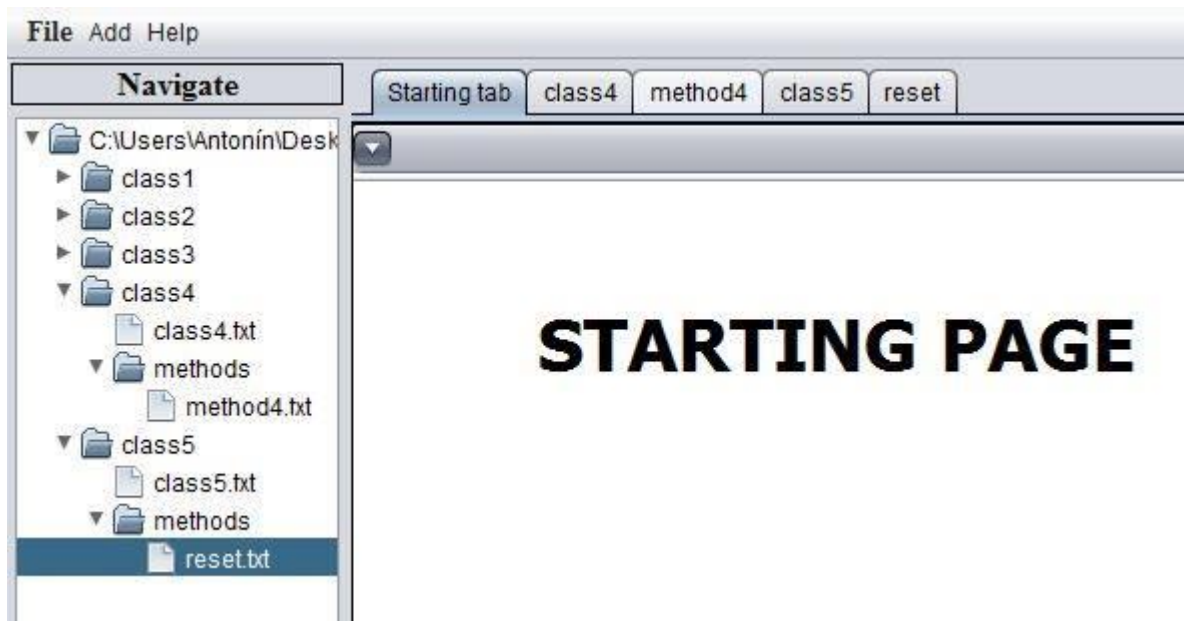 File Add Help
Navigate
Starting tab class4 method4 class5 reset
C:\Users\Antonín\Desk
class1
class2
class3
class4
class4.txt
methods
method4.txt
class5
class5.txt
methods
reset.txt
STARTING PAGE